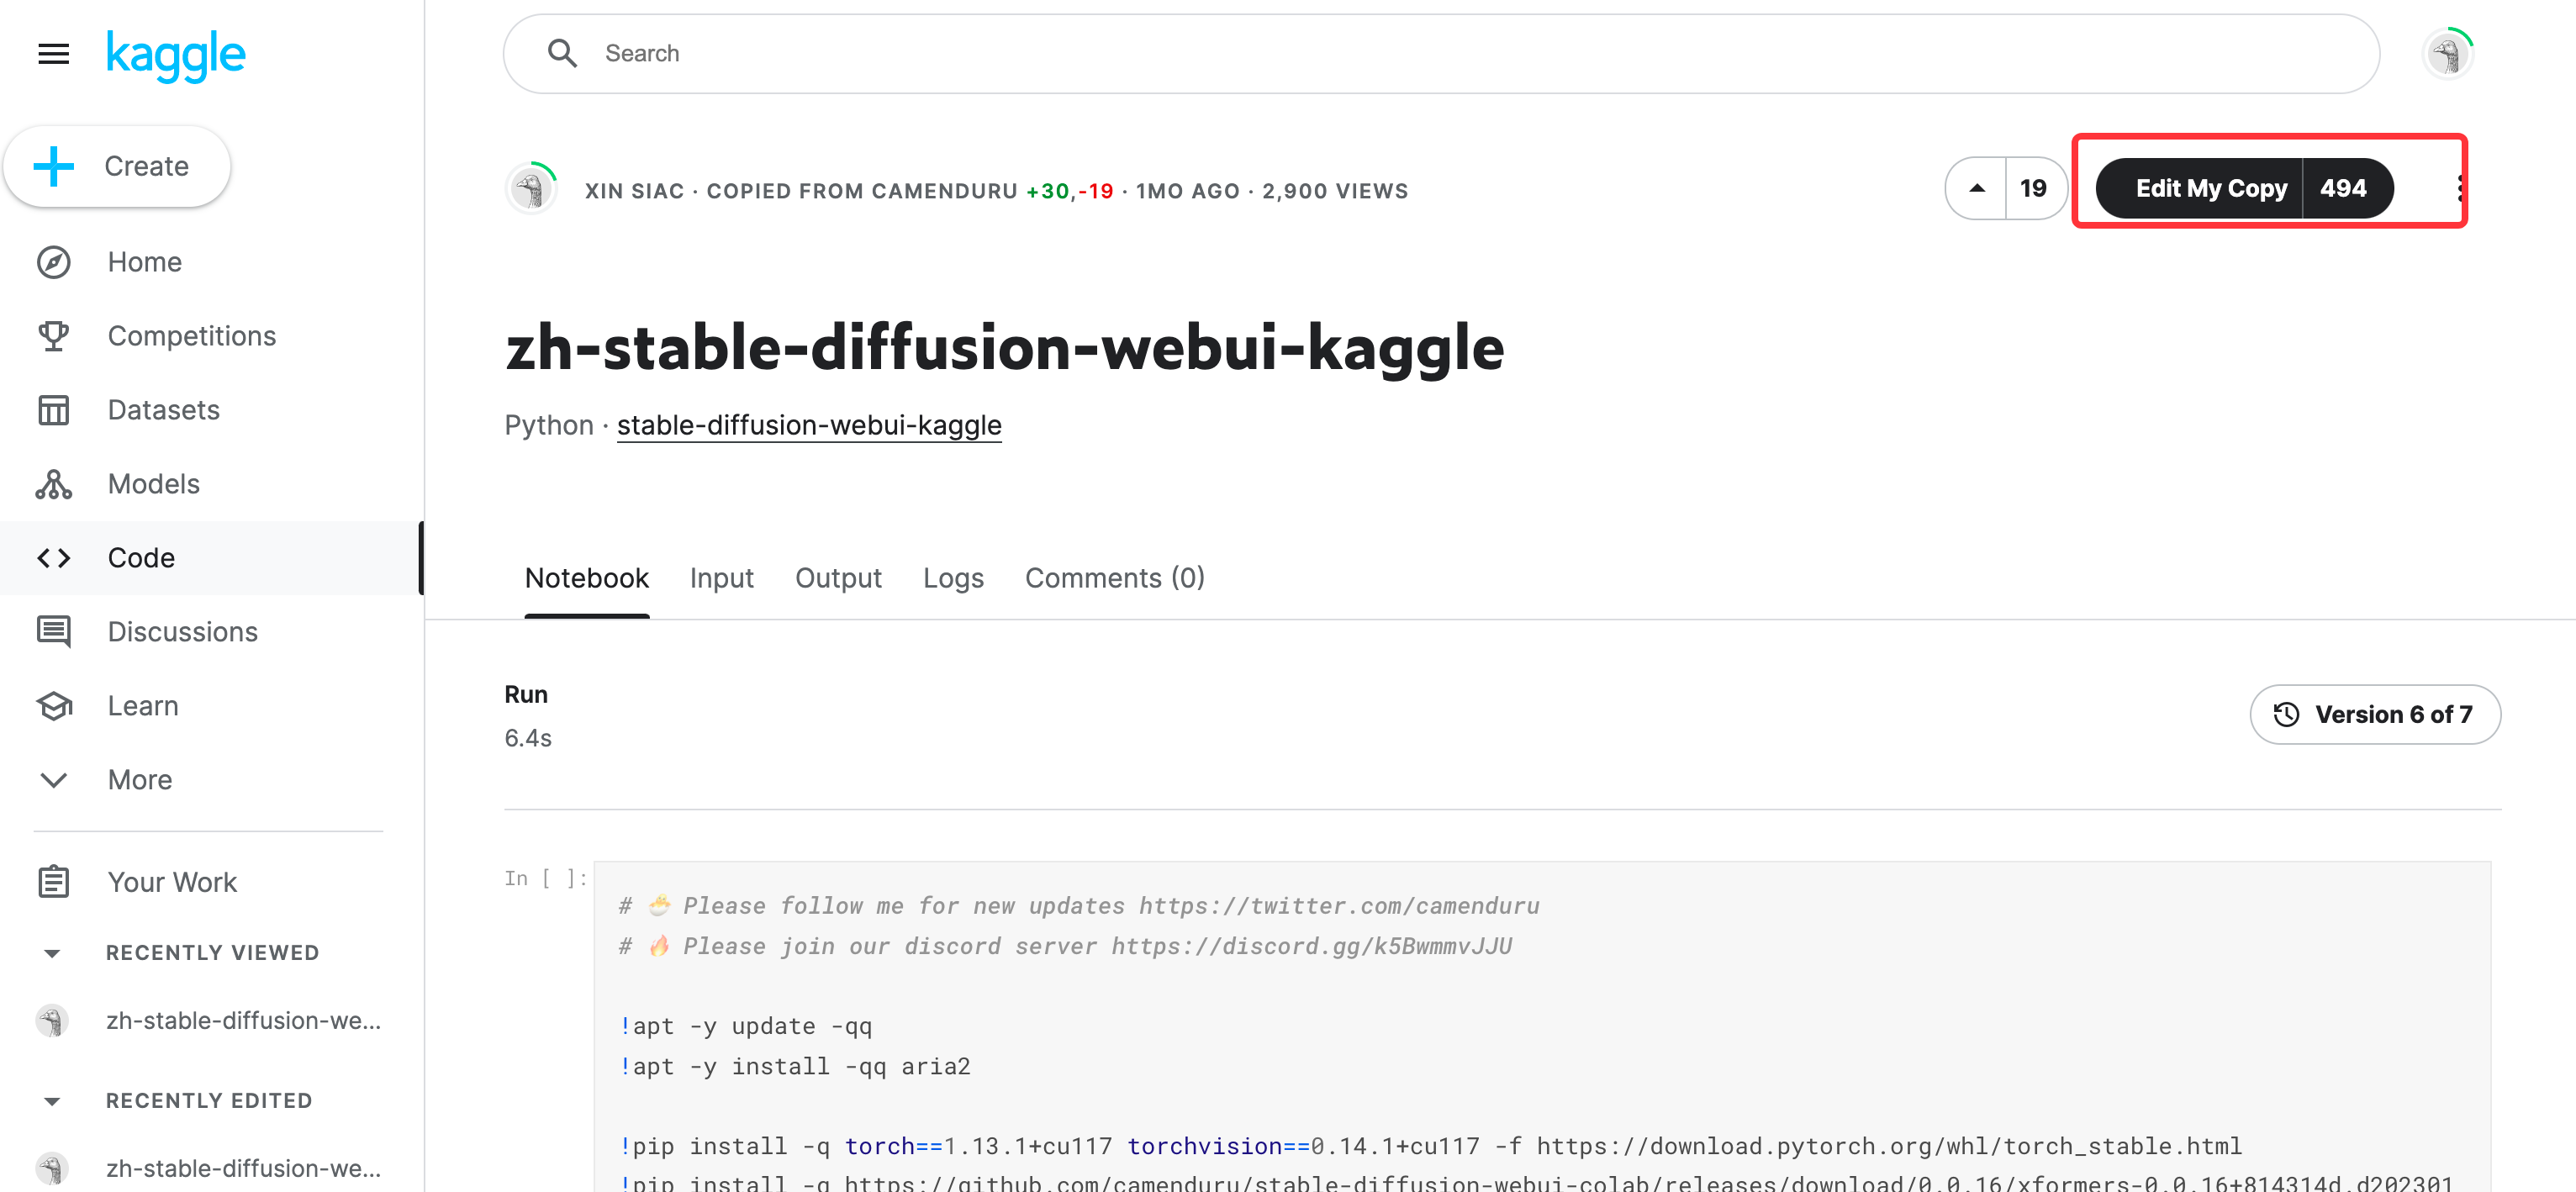 kaggle
Search
Create
Home
Competitions
Datasets
Models
Code
Discussions
Learn
More
Your Work
RECENTLY VIEWED
zh-stable-diffusion-we...
RECENTLY EDITED
zh-stable-diffusion-we...
XIN SIAC · COPIED FROM CAMENDURU +30,-19 · 1MO AGO · 2,900 VIEWS
19
Edit My Copy 494
zh-stable-diffusion-webui-kaggle
Python · stable-diffusion-webui-kaggle
Notebook Input Output Logs Comments (0)
Run
6.4s
Version 6 of 7
In [ ]:
# 🐣 Please follow me for new updates https://twitter.com/camenduru
# 🔥 Please join our discord server https://discord.gg/k5BwmmvJJU
!apt -y update -qq
!apt -y install -qq aria2
!pip install -q torch==1.13.1+cu117 torchvision==0.14.1+cu117 -f https://download.pytorch.org/whl/torch_stable.html
!pip install -q https://github.com/camenduru/stable-diffusion-webui-colab/releases/download/0.0.16/xformers-0.0.16+814314d.d202301